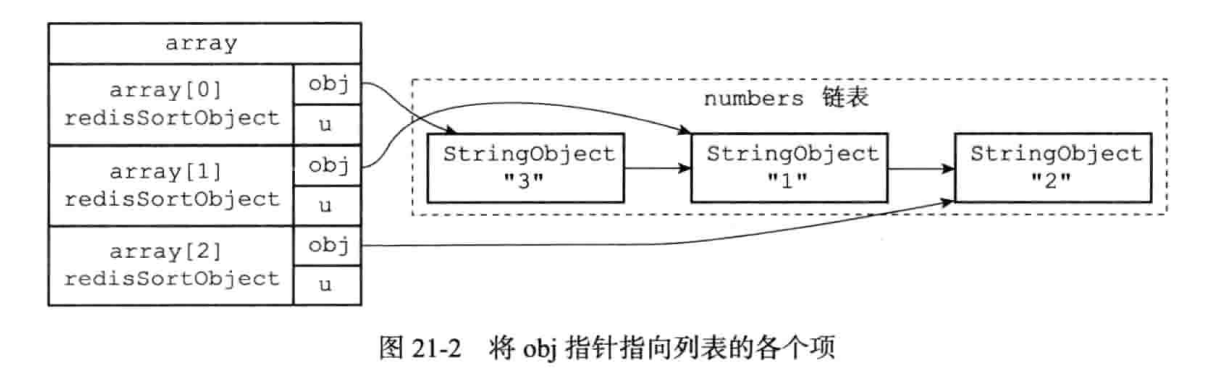 array
array[0]
redisSortObject
obj
u
array[1]
redisSortObject
obj
u
array[2]
redisSortObject
obj
u
numbers 链表
StringObject
"3"
StringObject
"1"
StringObject
"2"
图 21-2 将 obj 指针指向列表的各个项